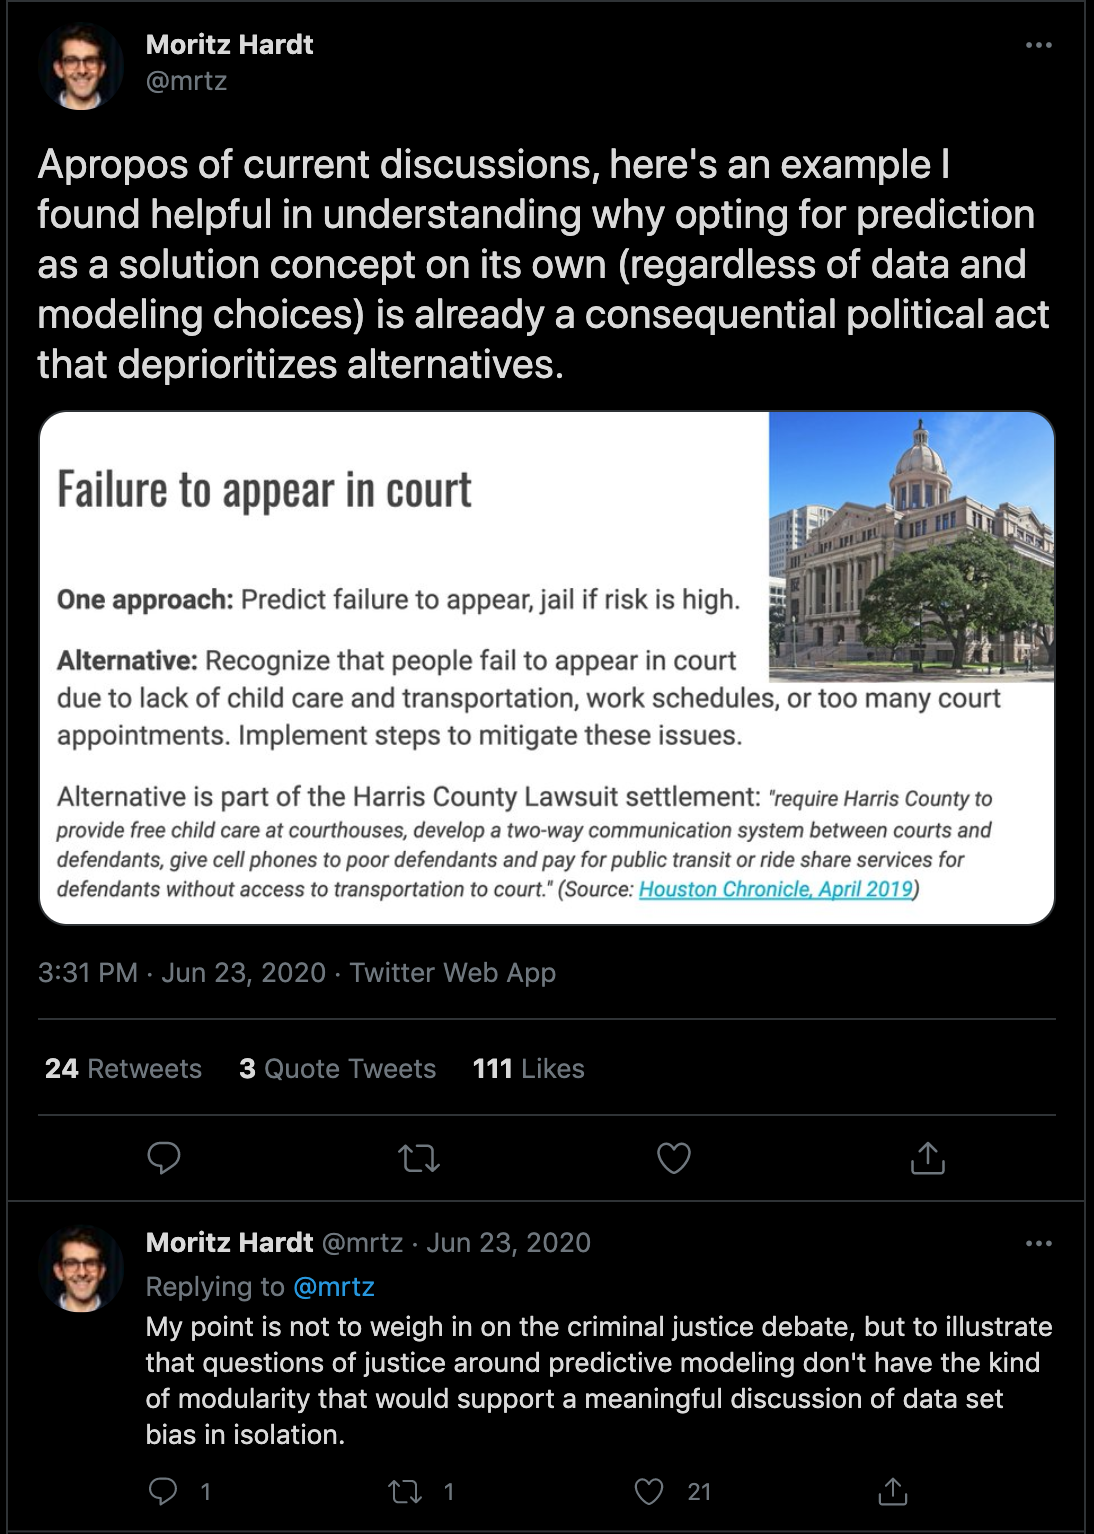 Moritz Hardt
@mrtz
Apropos of current discussions, here's an example I
found helpful in understanding why opting for prediction
as a solution concept on its own (regardless of data and
modeling choices) is already a consequential political act
that deprioritizes alternatives.
Failure to appear in court
One approach: Predict failure to appear, jail if risk is high.
Alternative: Recognize that people fail to appear in court
due to lack of child care and transportation, work schedules, or too many court
appointments. Implement steps to mitigate these issues.
Alternative is part of the Harris County Lawsuit settlement: "require Harris County to
provide free child care at courthouses, develop a two-way communication system between courts and
defendants, give cell phones to poor defendants and pay for public transit or ride share services for
defendants without access to transportation to court." (Source: Houston Chronicle, April 2019)
3:31 PM · Jun 23, 2020 · Twitter Web App
24 Retweets 3 Quote Tweets 111 Likes
Moritz Hardt @mrtz · Jun 23, 2020
Replying to @mrtz
My point is not to weigh in on the criminal justice debate, but to illustrate
that questions of justice around predictive modeling don't have the kind
of modularity that would support a meaningful discussion of data set
bias in isolation.
1 1 21